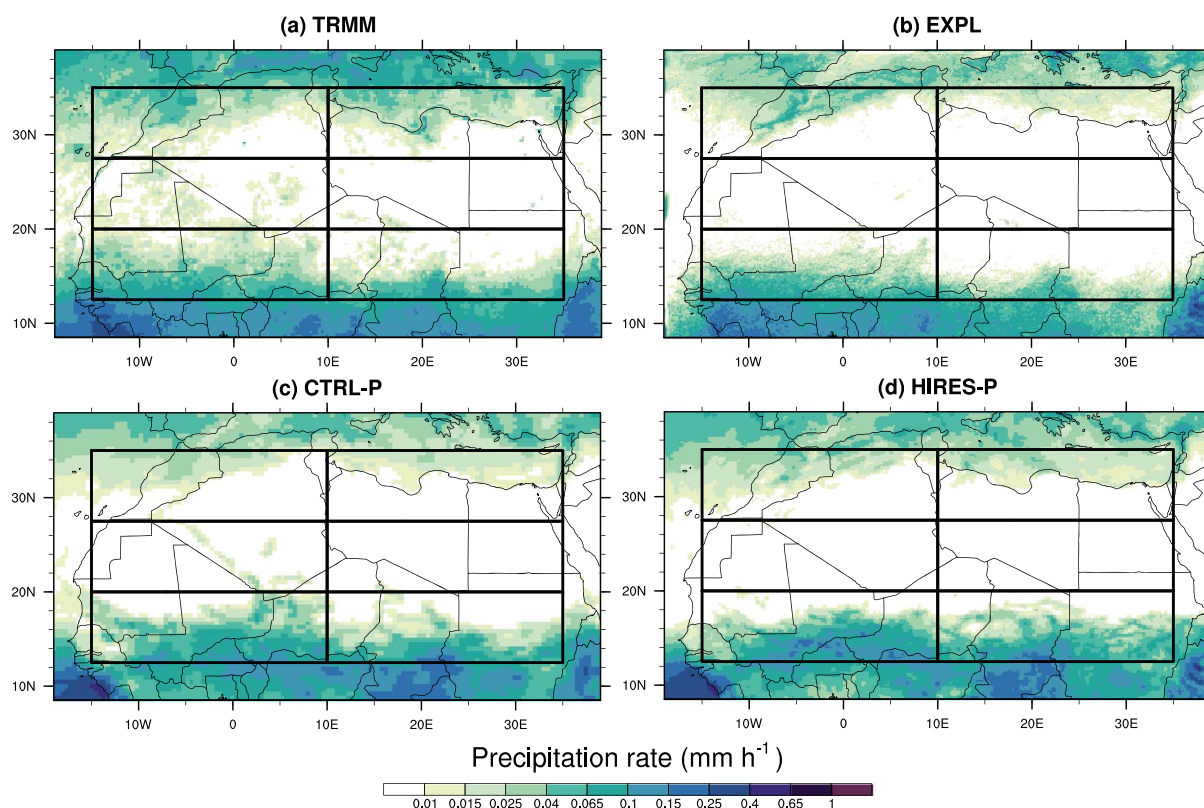 (a) TRMM
(b) EXPL
30N
20N
10N
10W 0 10E 20E 30E
30N
20N
10N
10W 0 10E 20E 30E
(c) CTRL-P
(d) HIRES-P
30N
20N
10N
10W 0 10E 20E 30E
30N
20N
10N
10W 0 10E 20E 30E
Precipitation rate (mm h⁻¹)
0.01 0.015 0.025 0.04 0.065 0.1 0.15 0.25 0.4 0.65 1